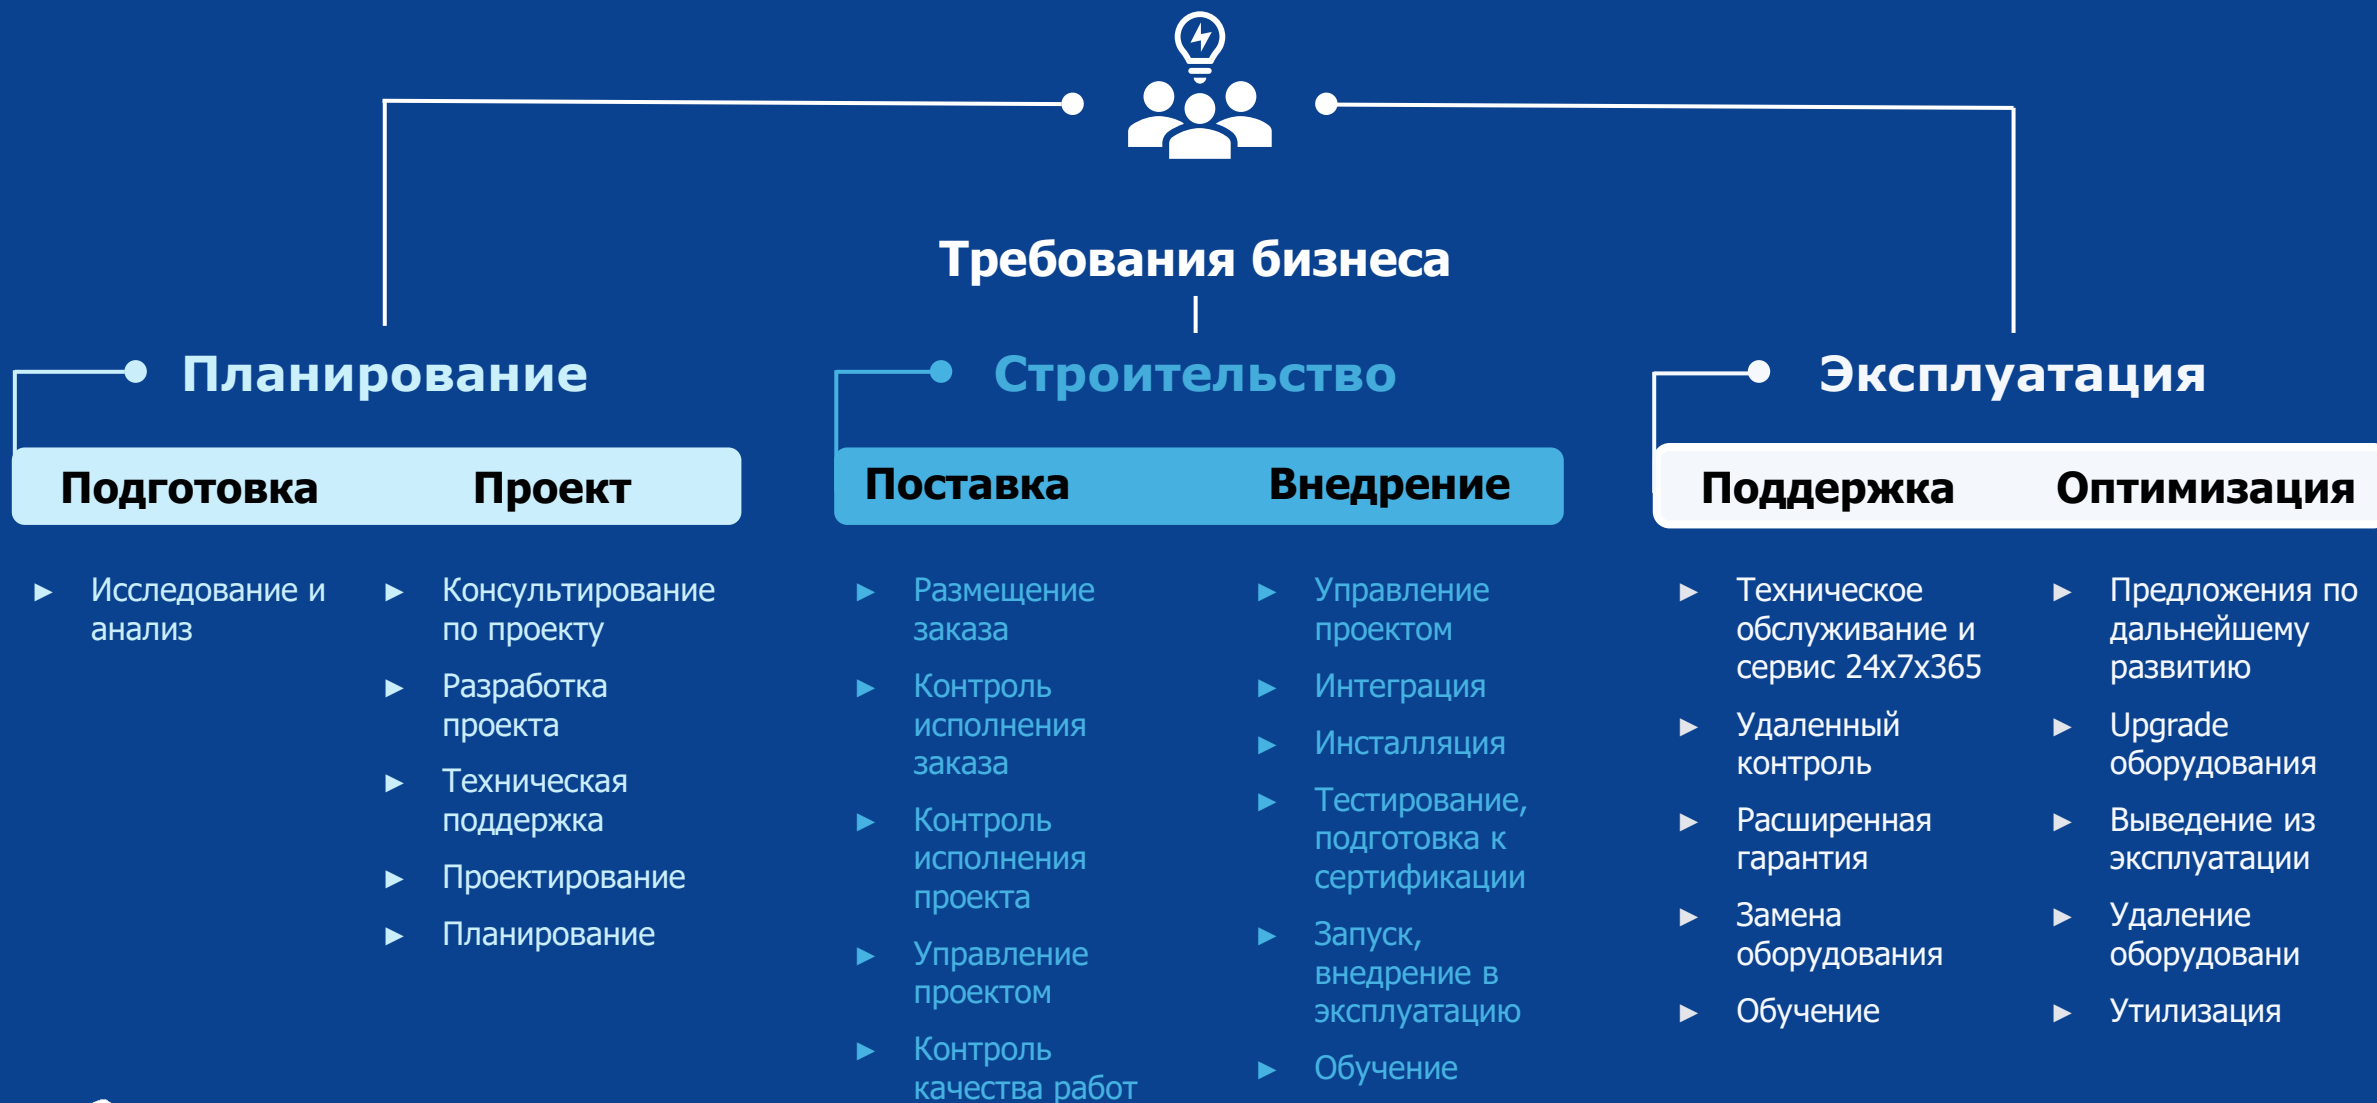 Требования бизнеса
Планирование
Подготовка
Проект
Исследование и
анализ
Консультирование
по проекту
Разработка
проекта
Техническая
поддержка
Проектирование
Планирование
Строительство
Поставка
Внедрение
Размещение
заказа
Контроль
исполнения
заказа
Контроль
исполнения
проекта
Управление
проектом
Контроль
качества работ
Управление
проектом
Интеграция
Инсталляция
Тестирование,
подготовка к
сертификации
Запуск,
внедрение в
эксплуатацию
Обучение
Эксплуатация
Поддержка
Оптимизация
Техническое
обслуживание и
сервис 24x7x365
Удаленный
контроль
Расширенная
гарантия
Замена
оборудования
Обучение
Предложения по
дальнейшему
развитию
Upgrade
оборудования
Выведение из
эксплуатации
Удаление
оборудовани
Утилизация